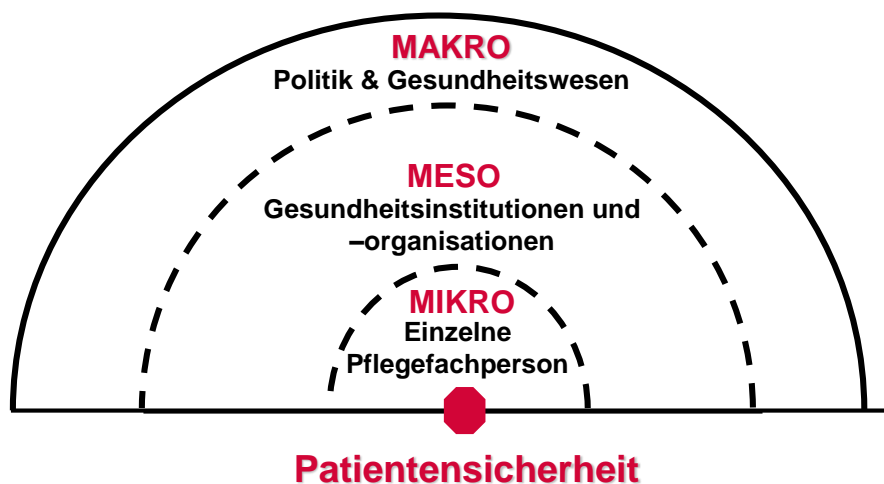 MAKRO
Politik & Gesundheitswesen
MESO
Gesundheitsinstitutionen und
–organisationen
MIKRO
Einzelne
Pflegefachperson
Patientensicherheit